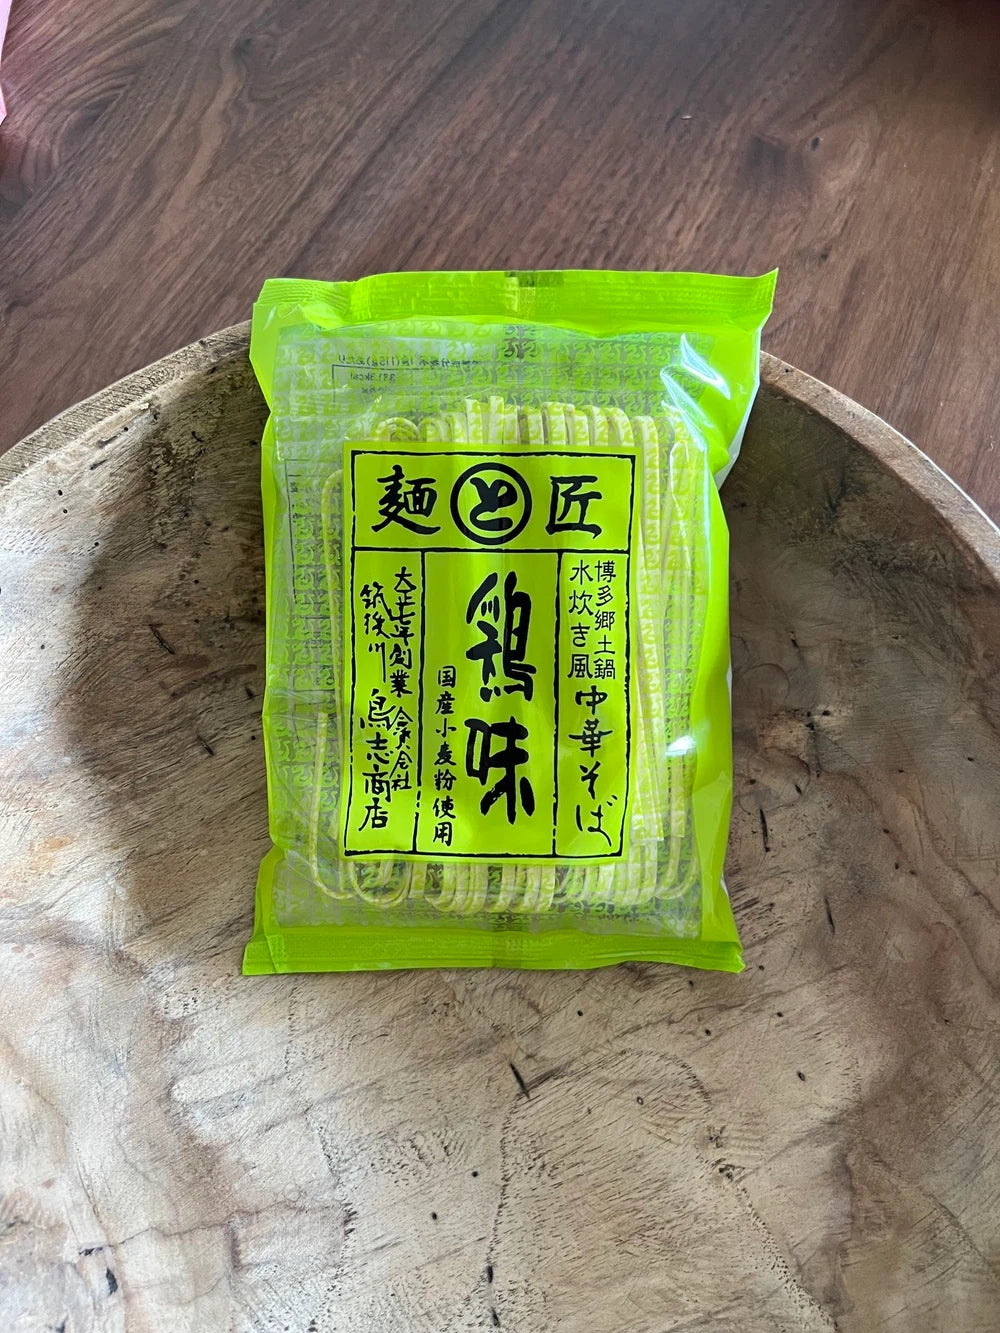 麺 と 匠
博多郷土鍋
水炊き風
中華そば
鶏味
国産小麦粉使用
大正七年創業
合資会社
筑後川
鳥志商店